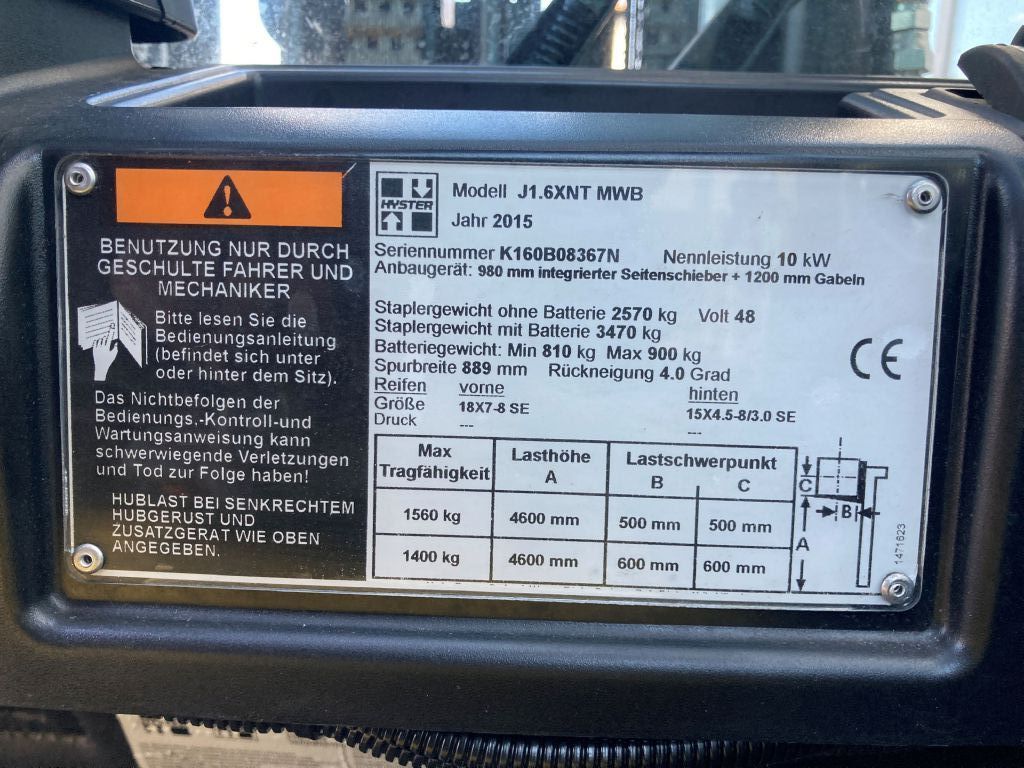 BENUTZUNG NUR DURCH
GESCHULTE FAHRER UND
MECHANIKER
Bitte lesen Sie die
Bedienungsanleitung
(befindet sich unter
oder hinter dem Sitz).
Das Nichtbefolgen der
Bedienungs.-Kontroll-und
Wartungsanweisung kann
schwerwiegende Verletzungen
und Tod zur Folge haben!
HUBLAST BEI SENKRECHTEM
HUBGERUST UND
ZUSATZGERAT WIE OBEN
ANGEGEBEN.
HYSTER
Modell J1.6XNT MWB
Jahr 2015
Seriennummer K160B08367N Nennleistung 10 kW
Anbaugerät: 980 mm integrierter Seitenschieber + 1200 mm Gabeln
Staplergewicht ohne Batterie 2570 kg Volt 48
Staplergewicht mit Batterie 3470 kg
Batteriegewicht: Min 810 kg Max 900 kg
Spurbreite 889 mm Rückneigung 4.0 Grad
Reifen vorne hinten
Größe 18X7-8 SE 15X4.5-8/3.0 SE
Druck --- ---
CE
Max Tragfähigkeit Lasthöhe A Lastschwerpunkt B C
1560 kg 4600 mm 500 mm 500 mm
1400 kg 4600 mm 600 mm 600 mm
C
B
A
1471623